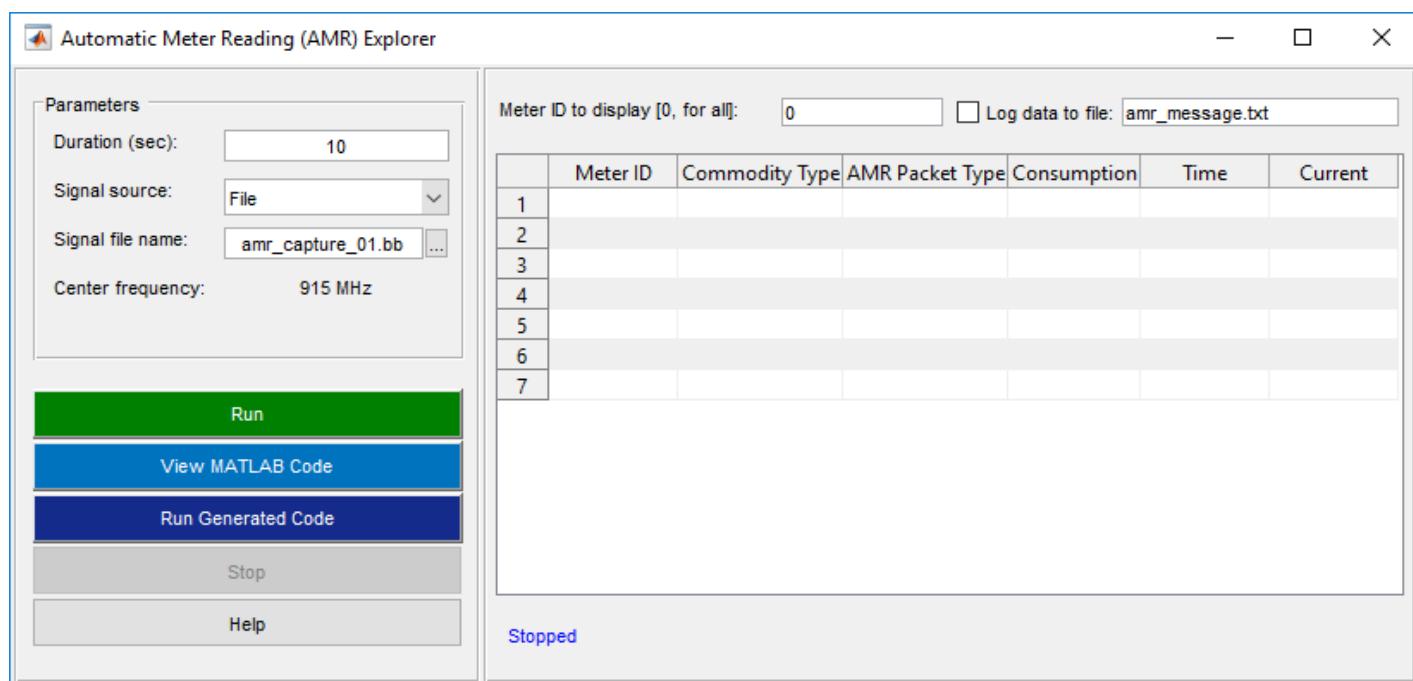 Automatic Meter Reading (AMR) Explorer
Parameters
Duration (sec): 10
Signal source: File
Signal file name: amr_capture_01.bb ...
Center frequency: 915 MHz
Run
View MATLAB Code
Run Generated Code
Stop
Help
Meter ID to display [0, for all]: 0 Log data to file: amr_message.txt
Meter ID Commodity Type AMR Packet Type Consumption Time Current
1
2
3
4
5
6
7
Stopped